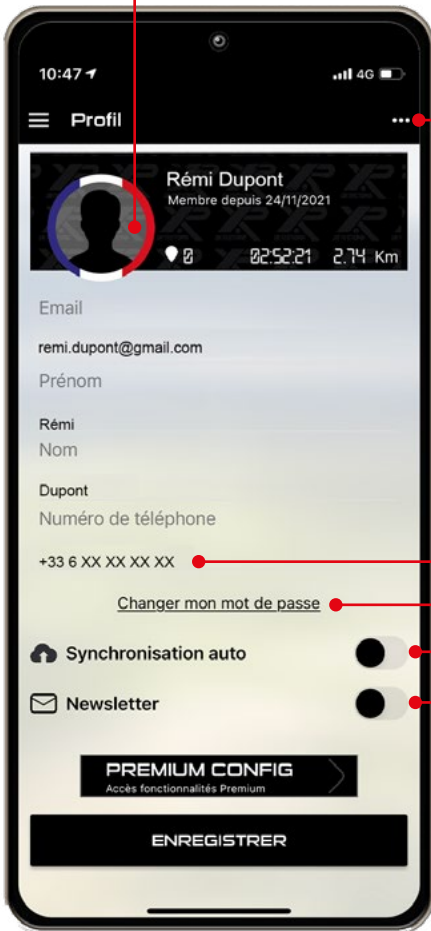 10:47
4G
Profil
Rémi Dupont
Membre depuis 24/11/2021
0 02:52:21 2.74 Km
Email
remi.dupont@gmail.com
Prénom
Rémi
Nom
Dupont
Numéro de téléphone
+33 6 XX XX XX XX
Changer mon mot de passe
Synchronisation auto
Newsletter
PREMIUM CONFIG
Accès fonctionnalités Premium
ENREGISTRER